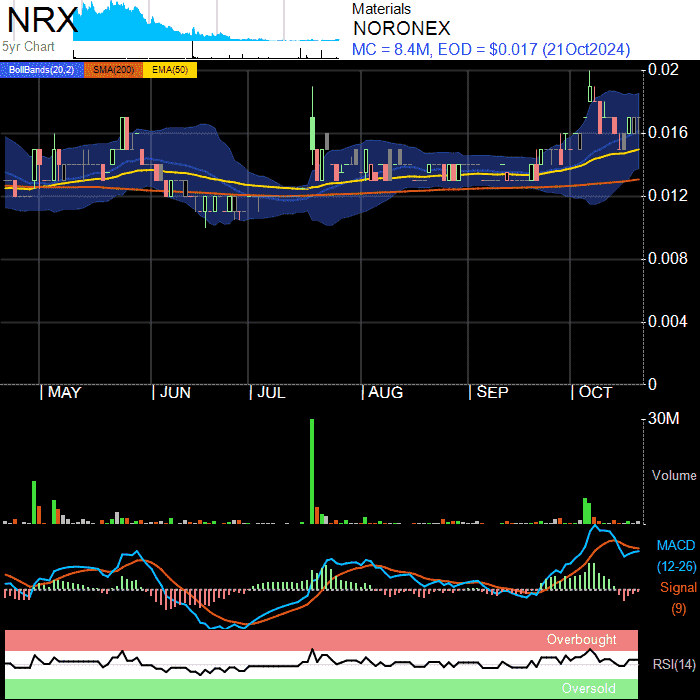 NRX
5yr Chart
Materials
NORONEX
MC = 8.4M, EOD = $0.017 (21Oct2024)
BollBands(20,2) SMA(200) EMA(50)
0.02
0.016
0.012
0.008
0.004
0
MAY JUN JUL AUG SEP OCT
30M
Volume
MACD
(12-26)
Signal
(9)
Overbought
RSI(14)
Oversold